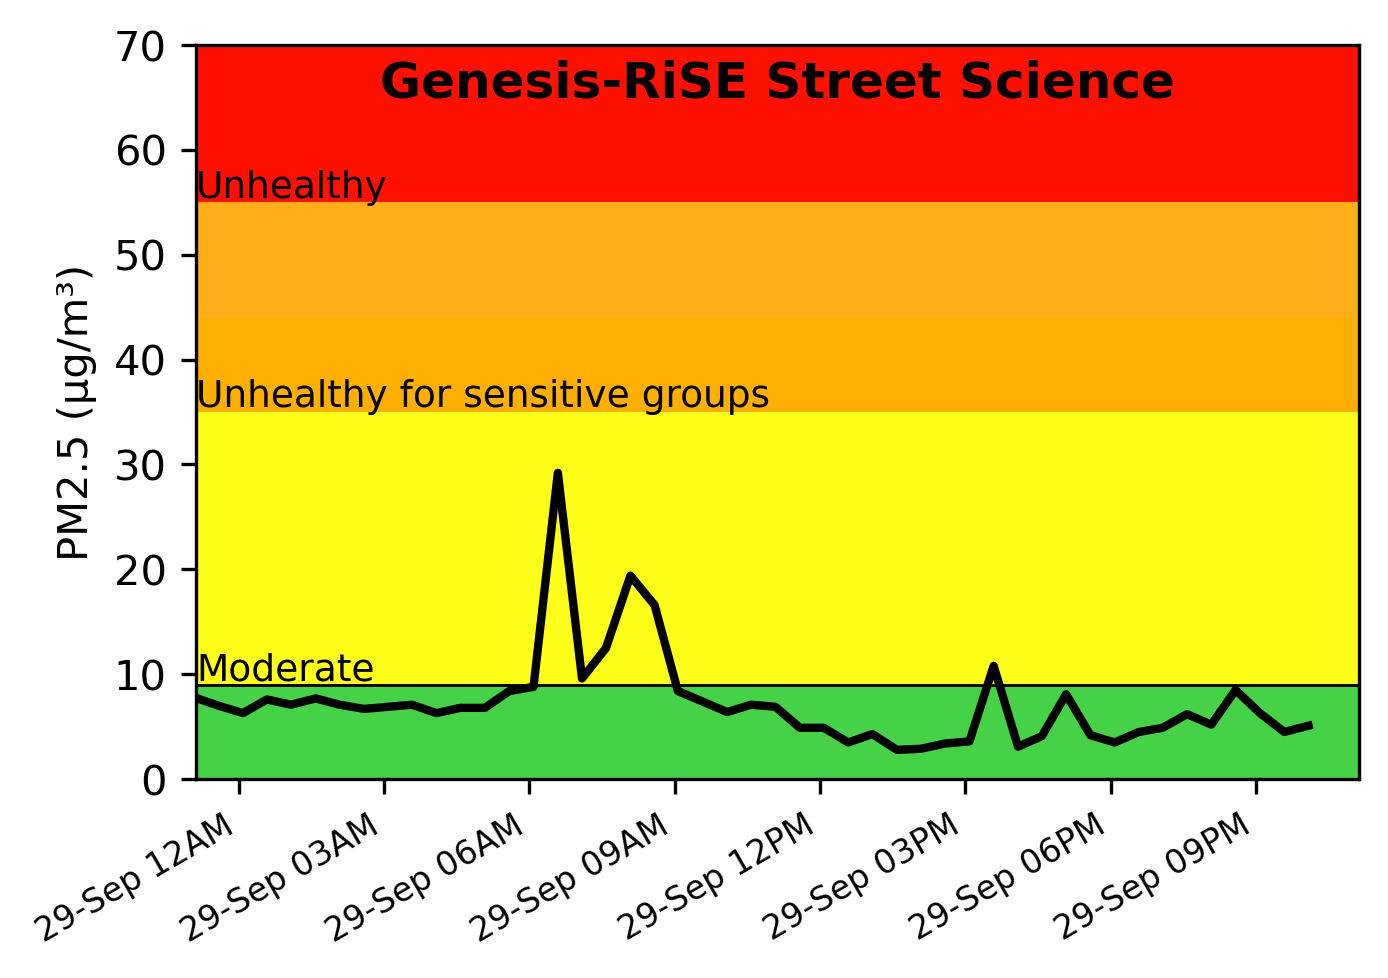 Genesis-RiSE Street Science
70
60
50
40
30
20
10
0
PM2.5 (µg/m³)
Unhealthy
Unhealthy for sensitive groups
Moderate
29-Sep 12AM
29-Sep 03AM
29-Sep 06AM
29-Sep 09AM
29-Sep 12PM
29-Sep 03PM
29-Sep 06PM
29-Sep 09PM